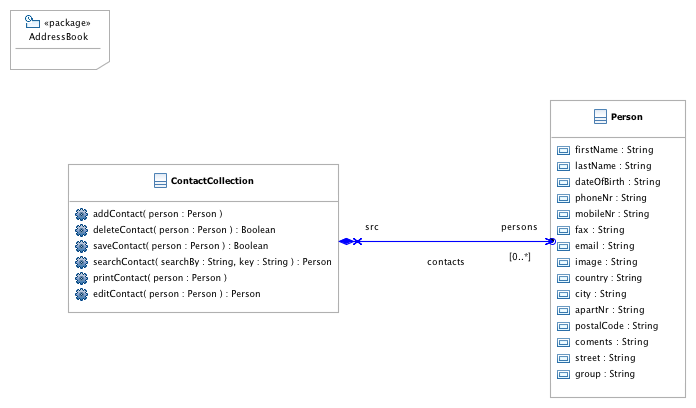 «package»
AddressBook
Person
firstName : String
lastName : String
dateOfBirth : String
phoneNr : String
mobileNr : String
fax : String
email : String
image : String
country : String
city : String
apartNr : String
postalCode : String
coments : String
street : String
group : String
ContactCollection
addContact( person : Person )
deleteContact( person : Person ) : Boolean
saveContact( person : Person ) : Boolean
searchContact( searchBy : String, key : String ) : Person
printContact( person : Person )
editContact( person : Person ) : Person
src
persons
contacts
[0..*]